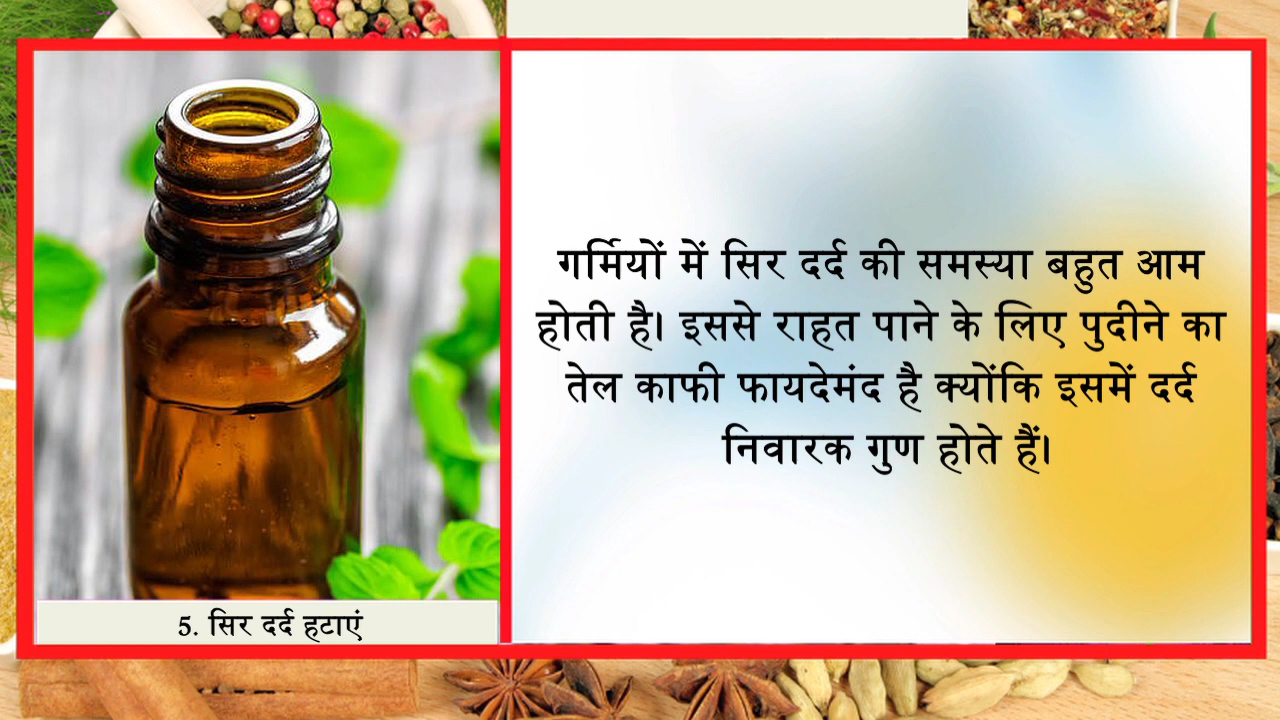 गर्मियों में सिर दर्द की समस्या बहुत आम
होती है। इससे राहत पाने के लिए पुदीने का
तेल काफी फायदेमंद है क्योंकि इसमें दर्द
निवारक गुण होते हैं।
5. सिर दर्द हटाएं